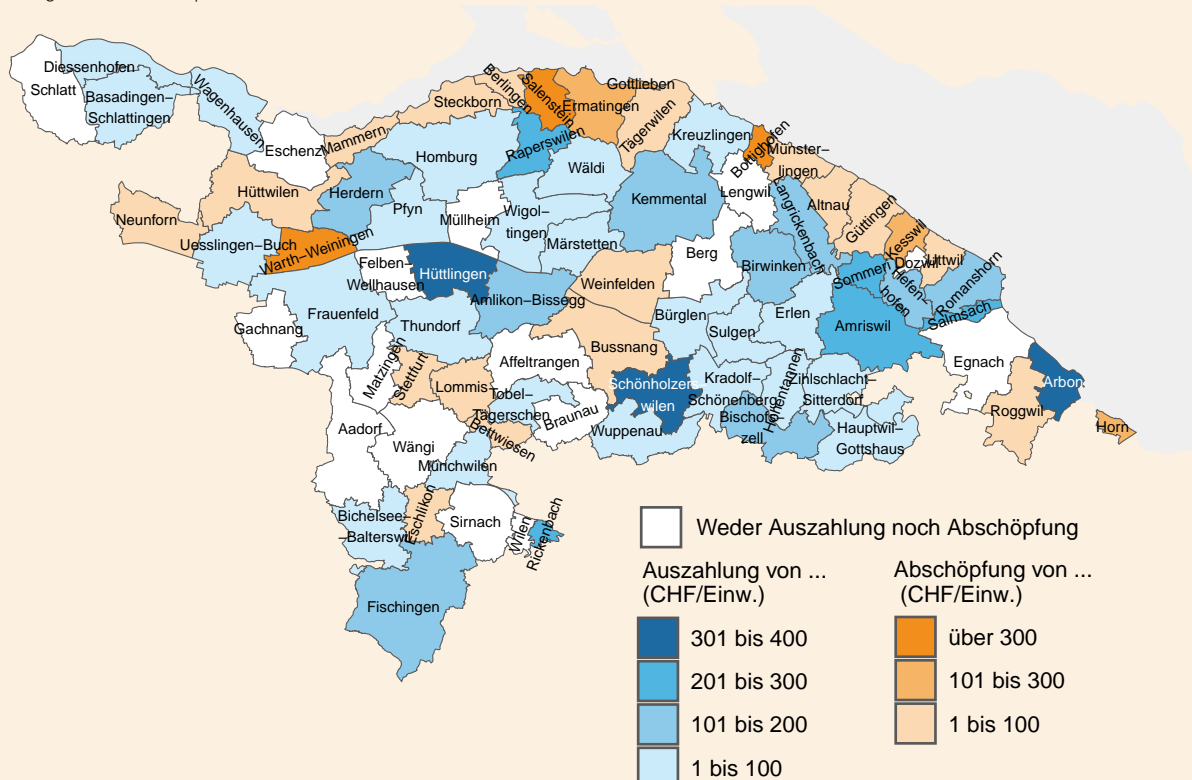 Diessenhofen
Schlatt
Basadingen–
Schlattingen
Wagenhausen
Eschenz
Mammern
Steckborn
Berlingen
Salenstein
Ermatingen
Gottlieben
Tägerwilen
Kreuzlingen
Bottighofen
Münster–
lingen
Raperswilen
Homburg
Wäldi
Hüttwilen
Herdern
Neunforn
Pfyn
Müllheim
Wigol–
tingen
Kemmental
Lengwil
Langrickenbach
Altnau
Güttingen
Kesswil
Uesslingen–Buch
Warth–Weiningen
Märstetten
Berg
Birwinken
Sommeri
Dozwil
Uttwil
Hefen–
hofen
Romanshorn
Salmsach
Felben–
Wellhausen
Hüttlingen
Amlikon–Bissegg
Weinfelden
Gachnang
Frauenfeld
Thundorf
Bürglen
Sulgen
Erlen
Amriswil
Egnach
Matzingen
Stettfurt
Affeltrangen
Bussnang
Lommis
Tobel–
Tägerschen
Schönholzers–
wilen
Kradolf–
Schönenberg
Hohentannen
Zihlschlacht–
Sitterdorf
Arbon
Roggwil
Horn
Aadorf
Wängi
Bettwiesen
Braunau
Wuppenau
Bischofs–
zell
Hauptwil–
Gottshaus
Münchwilen
Bichelsee–
–Balterswil
Eschlikon
Sirnach
Wilen
Rickenbach
Fischingen
Weder Auszahlung noch Abschöpfung
Auszahlung von ...
(CHF/Einw.)
301 bis 400
201 bis 300
101 bis 200
1 bis 100
Abschöpfung von ...
(CHF/Einw.)
über 300
101 bis 300
1 bis 100